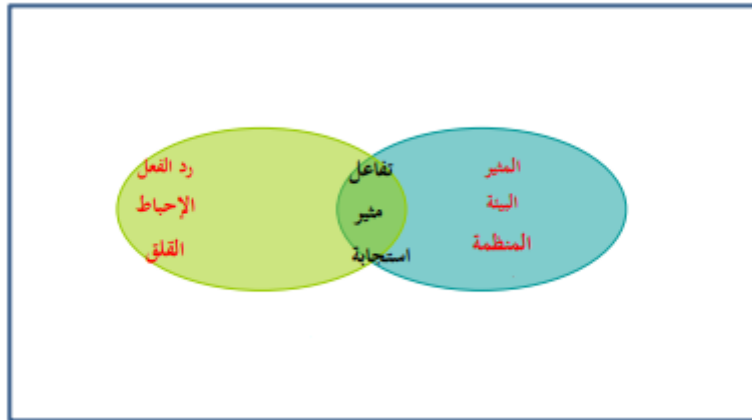 المثير
البيئة
المنظمة
تفاعل
مثير
استجابة
رد الفعل
الإحباط
القلق